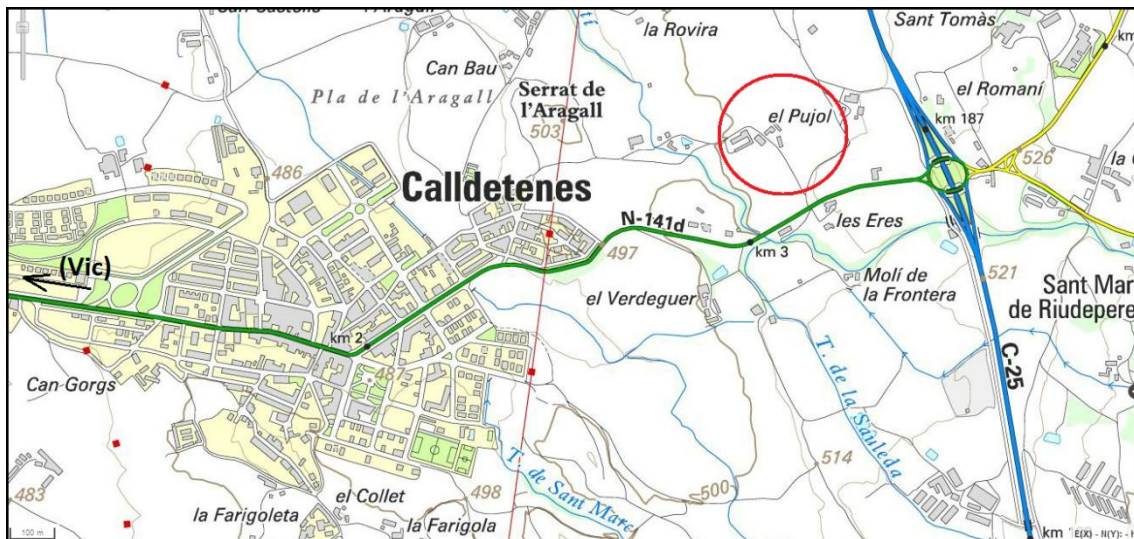 la Rovira
Sant Tomàs
Can Bau
Pla de l'Aragall
Serrat de
l'Aragall
503
el Pujol
el Romaní
km 187
526
486
Calldetenes
N-141d
497
km 3
les Eres
(Vic)
el Verdeguer
Molí de
la Frontera
521
Sant Mar
de Riudepere
km 2
487
Can Gorgs
T. de la Sauleda
C-25
514
500
483
el Collet
498
T. de Sant Marc
la Farigoleta
la Farigola
100 m
km
E(X) - N(Y): -